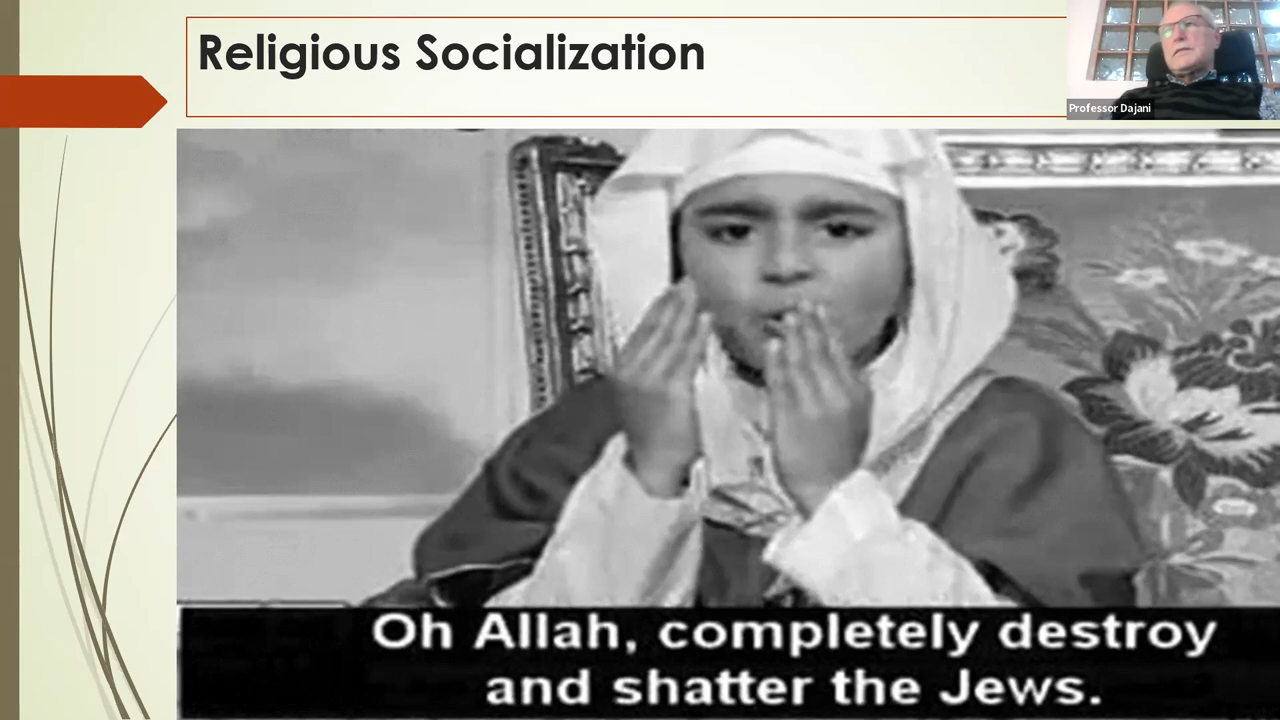 Religious Socialization
Professor Dajani
Oh Allah, completely destroy
and shatter the Jews.